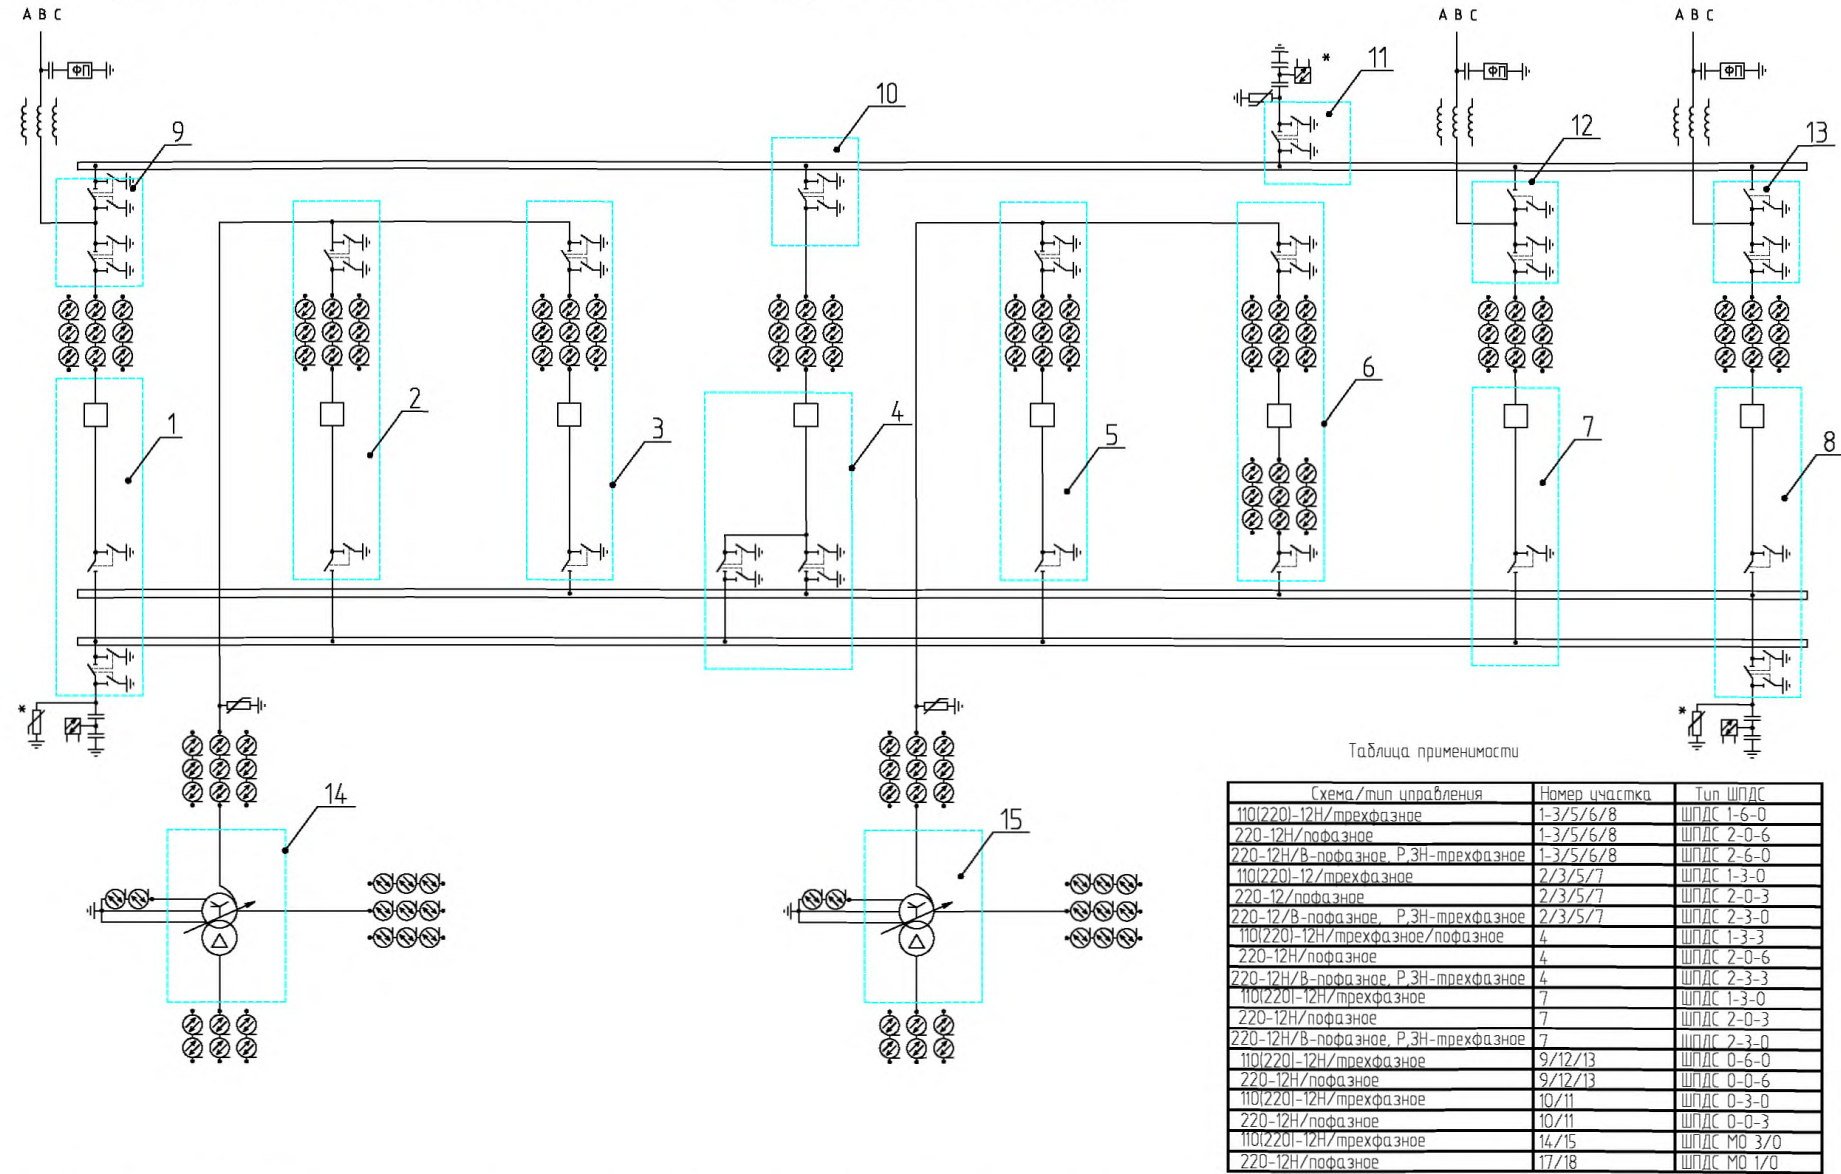 A B C
A B C
A B C
ФП
ФП
ФП
*
11
10
9
12
13
6
2
4
1
3
5
7
8
*
*
14
15
Таблица применимости
Схема/тип управления Номер участка Тип ШПДС
110(220)-12Н/трехфазное 1-3/5/6/8 ШПДС 1-6-0
220-12Н/пофазное 1-3/5/6/8 ШПДС 2-0-6
220-12Н/В-пофазное, Р,ЗН-трехфазное 1-3/5/6/8 ШПДС 2-6-0
110(220)-12/трехфазное 2/3/5/7 ШПДС 1-3-0
220-12/пофазное 2/3/5/7 ШПДС 2-0-3
220-12/В-пофазное, Р,ЗН-трехфазное 2/3/5/7 ШПДС 2-3-0
110(220)-12Н/трехфазное/пофазное 4 ШПДС 1-3-3
220-12Н/пофазное 4 ШПДС 2-0-6
220-12Н/В-пофазное, Р,ЗН-трехфазное 4 ШПДС 2-3-3
110(220)-12Н/трехфазное 7 ШПДС 1-3-0
220-12Н/пофазное 7 ШПДС 2-0-3
220-12Н/В-пофазное, Р,ЗН-трехфазное 7 ШПДС 2-3-0
110(220)-12Н/трехфазное 9/12/13 ШПДС 0-6-0
220-12Н/пофазное 9/12/13 ШПДС 0-0-6
110(220)-12Н/трехфазное 10/11 ШПДС 0-3-0
220-12Н/пофазное 10/11 ШПДС 0-0-3
110(220)-12Н/трехфазное 14/15 ШПДС МО 3/0
220-12Н/пофазное 17/18 ШПДС МО 1/0